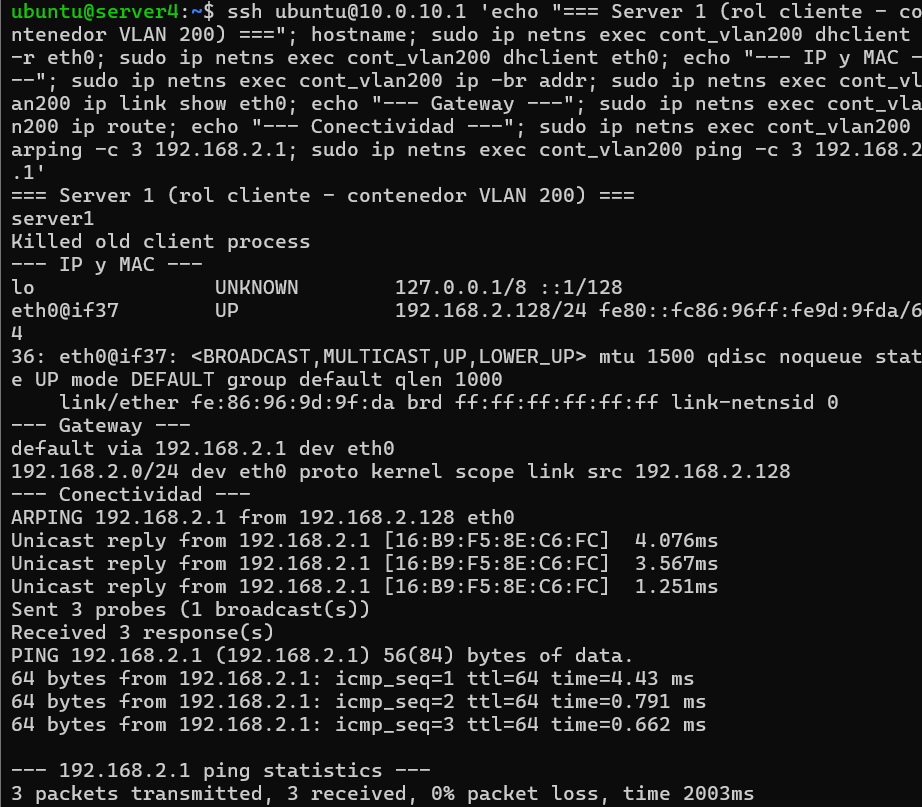 ubuntu@server4:~$ ssh ubuntu@10.0.10.1 'echo "=== Server 1 (rol cliente - co
ntenedor VLAN 200) ==="; hostname; sudo ip netns exec cont_vlan200 dhclient
-r eth0; sudo ip netns exec cont_vlan200 dhclient eth0; echo "--- IP y MAC -
--"; sudo ip netns exec cont_vlan200 ip -br addr; sudo ip netns exec cont_vl
an200 ip link show eth0; echo "--- Gateway ---"; sudo ip netns exec cont_vla
n200 ip route; echo "--- Conectividad ---"; sudo ip netns exec cont_vlan200
arping -c 3 192.168.2.1; sudo ip netns exec cont_vlan200 ping -c 3 192.168.2
.1'
=== Server 1 (rol cliente - contenedor VLAN 200) ===
server1
Killed old client process
--- IP y MAC ---
lo               UNKNOWN        127.0.0.1/8 ::1/128
eth0@if37        UP             192.168.2.128/24 fe80::fc86:96ff:fe9d:9fda/6
4
36: eth0@if37: <BROADCAST,MULTICAST,UP,LOWER_UP> mtu 1500 qdisc noqueue stat
e UP mode DEFAULT group default qlen 1000
    link/ether fe:86:96:9d:9f:da brd ff:ff:ff:ff:ff:ff link-netnsid 0
--- Gateway ---
default via 192.168.2.1 dev eth0
192.168.2.0/24 dev eth0 proto kernel scope link src 192.168.2.128
--- Conectividad ---
ARPING 192.168.2.1 from 192.168.2.128 eth0
Unicast reply from 192.168.2.1 [16:B9:F5:8E:C6:FC]  4.076ms
Unicast reply from 192.168.2.1 [16:B9:F5:8E:C6:FC]  3.567ms
Unicast reply from 192.168.2.1 [16:B9:F5:8E:C6:FC]  1.251ms
Sent 3 probes (1 broadcast(s))
Received 3 response(s)
PING 192.168.2.1 (192.168.2.1) 56(84) bytes of data.
64 bytes from 192.168.2.1: icmp_seq=1 ttl=64 time=4.43 ms
64 bytes from 192.168.2.1: icmp_seq=2 ttl=64 time=0.791 ms
64 bytes from 192.168.2.1: icmp_seq=3 ttl=64 time=0.662 ms

--- 192.168.2.1 ping statistics ---
3 packets transmitted, 3 received, 0% packet loss, time 2003ms